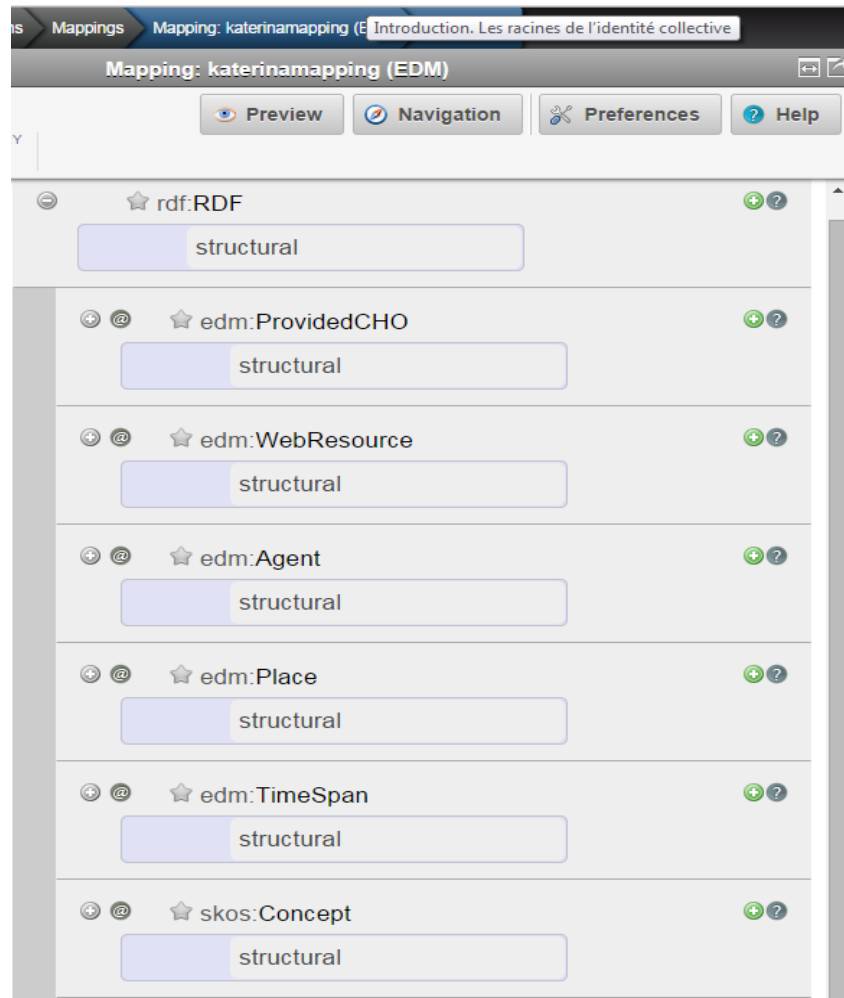 ns Mappings Mapping: katerinamapping (E Introduction. Les racines de l'identité collective
Mapping: katerinamapping (EDM)
Preview Navigation Preferences Help
Y
rdf:RDF
structural
@ edm:ProvidedCHO
structural
@ edm:WebResource
structural
@ edm:Agent
structural
@ edm:Place
structural
@ edm:TimeSpan
structural
@ skos:Concept
structural